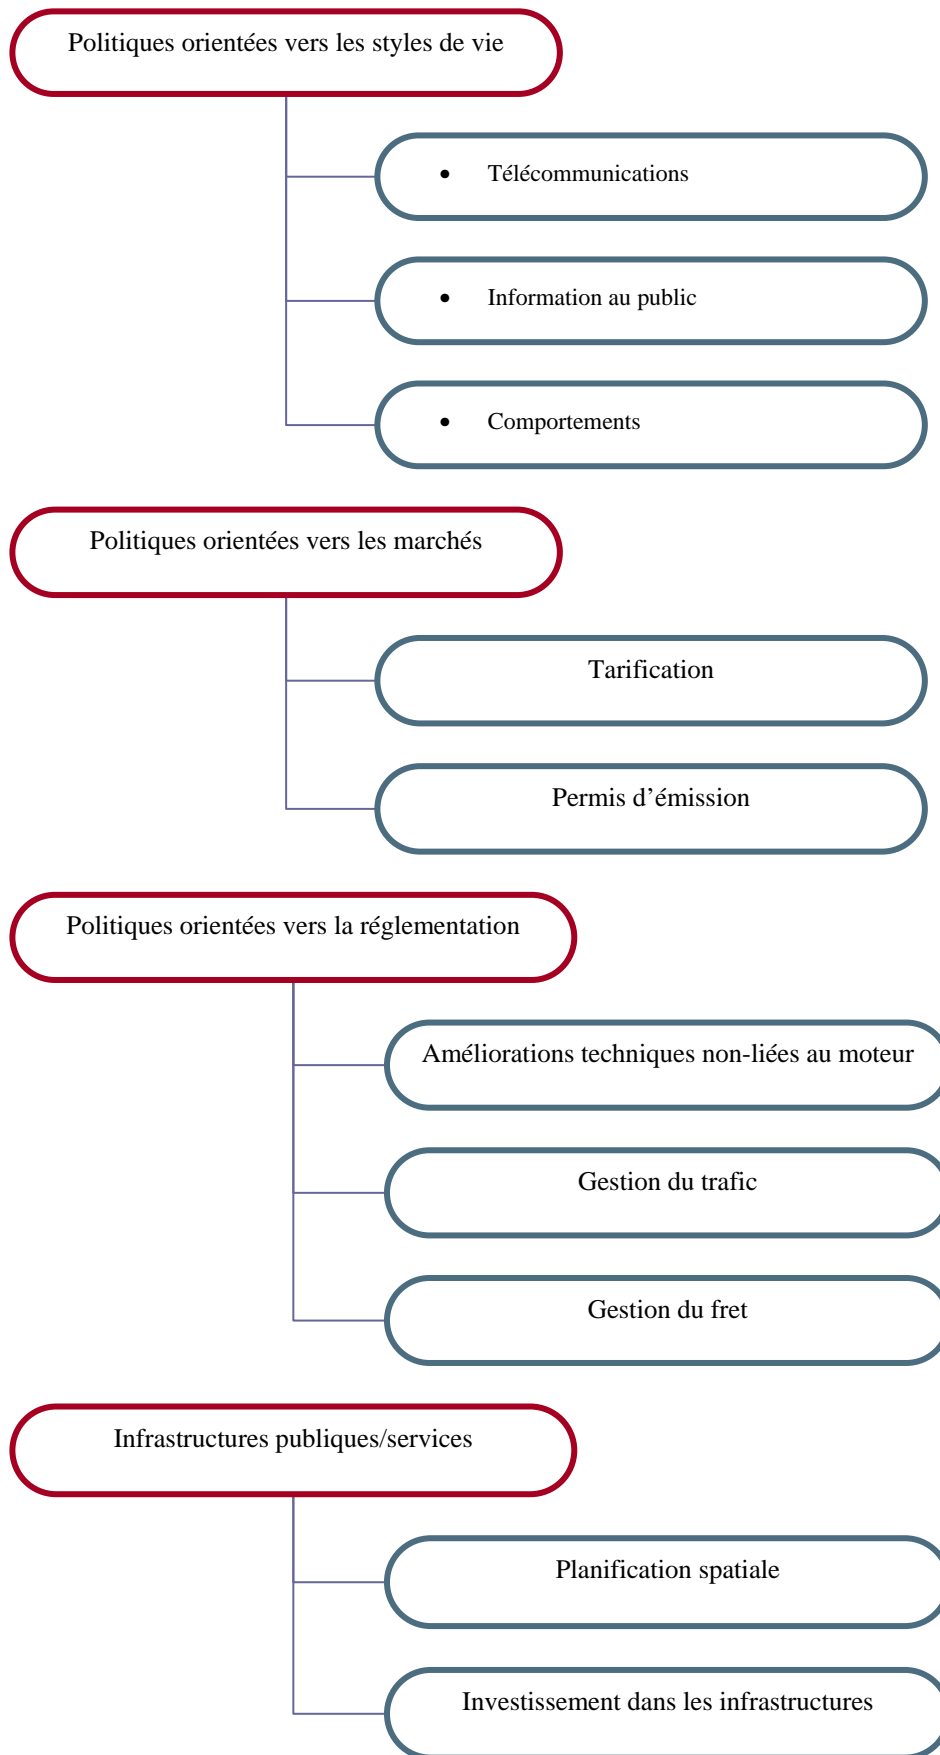 Politiques orientées vers les styles de vie
• Télécommunications
• Information au public
• Comportements
Politiques orientées vers les marchés
Tarification
Permis d’émission
Politiques orientées vers la réglementation
Améliorations techniques non-liées au moteur
Gestion du trafic
Gestion du fret
Infrastructures publiques/services
Planification spatiale
Investissement dans les infrastructures